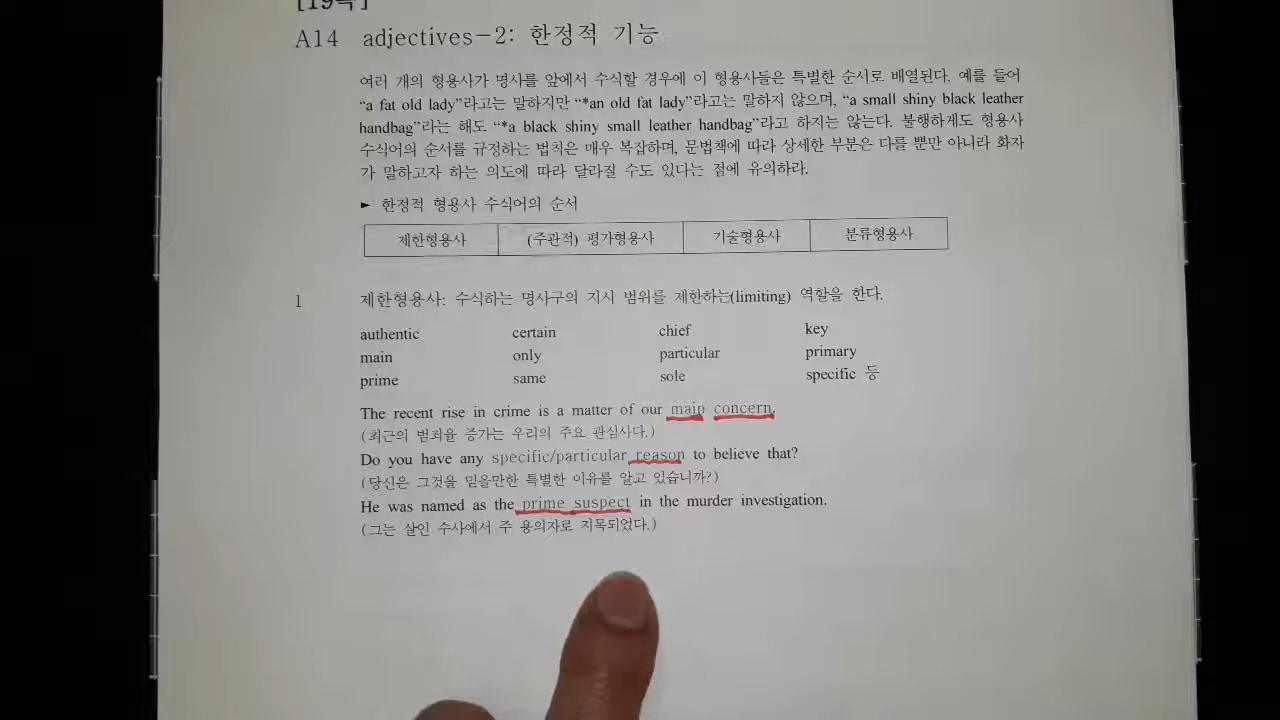 A14 adjectives-2: 한정적 기능
여러 개의 형용사가 명사를 앞에서 수식할 경우에 이 형용사들은 특별한 순서로 배열된다. 예를 들어
“a fat old lady”라고는 말하지만 “*an old fat lady”라고는 말하지 않으며, “a small shiny black leather
handbag”라는 해도 “*a black shiny small leather handbag”라고 하지는 않는다. 불행하게도 형용사
수식어의 순서를 규정하는 법칙은 매우 복잡하며, 문법책에 따라 상세한 부분은 다를 뿐만 아니라 화자
가 말하고자 하는 의도에 따라 달라질 수도 있다는 점에 유의하라.
► 한정적 형용사 수식어의 순서
제한형용사 (주관적) 평가형용사 기술형용사 분류형용사
1 제한형용사: 수식하는 명사구의 지시 범위를 제한하는(limiting) 역할을 한다.
authentic certain chief key
main only particular primary
prime same sole specific 등
The recent rise in crime is a matter of our main concern.
(최근의 범죄율 증가는 우리의 주요 관심사다.)
Do you have any specific/particular reason to believe that?
(당신은 그것을 믿을만한 특별한 이유를 알고 있습니까?)
He was named as the prime suspect in the murder investigation.
(그는 살인 수사에서 주 용의자로 지목되었다.)